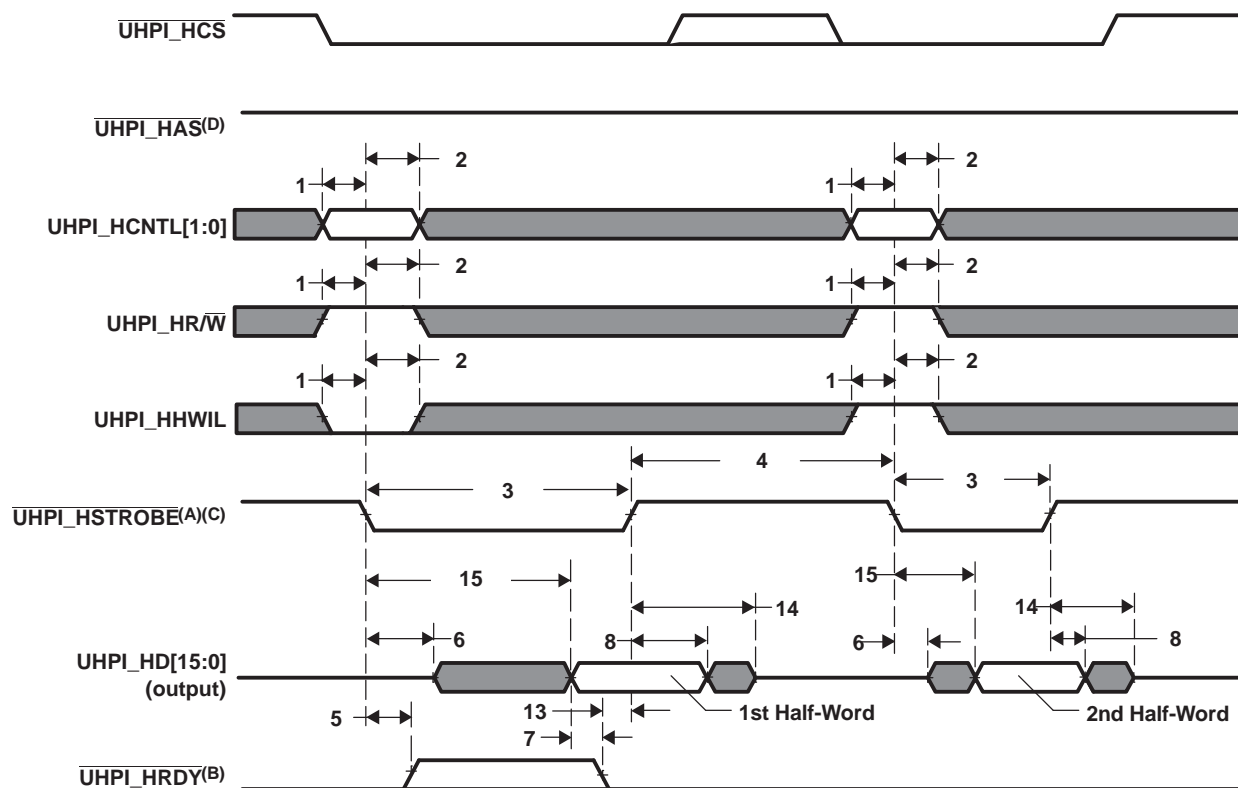 UHPI_HCS
UHPI_HAS(D)
2 2
1 1
UHPI_HCNTL[1:0]
2 2
1 1
UHPI_HR/W
2 2
1 1
UHPI_HHWIL
4
3 3
UHPI_HSTROBE(A)(C)
15 15
14 14
6 8 6 8
UHPI_HD[15:0]
(output)
5 13 1st Half-Word 2nd Half-Word
7
UHPI_HRDY(B)